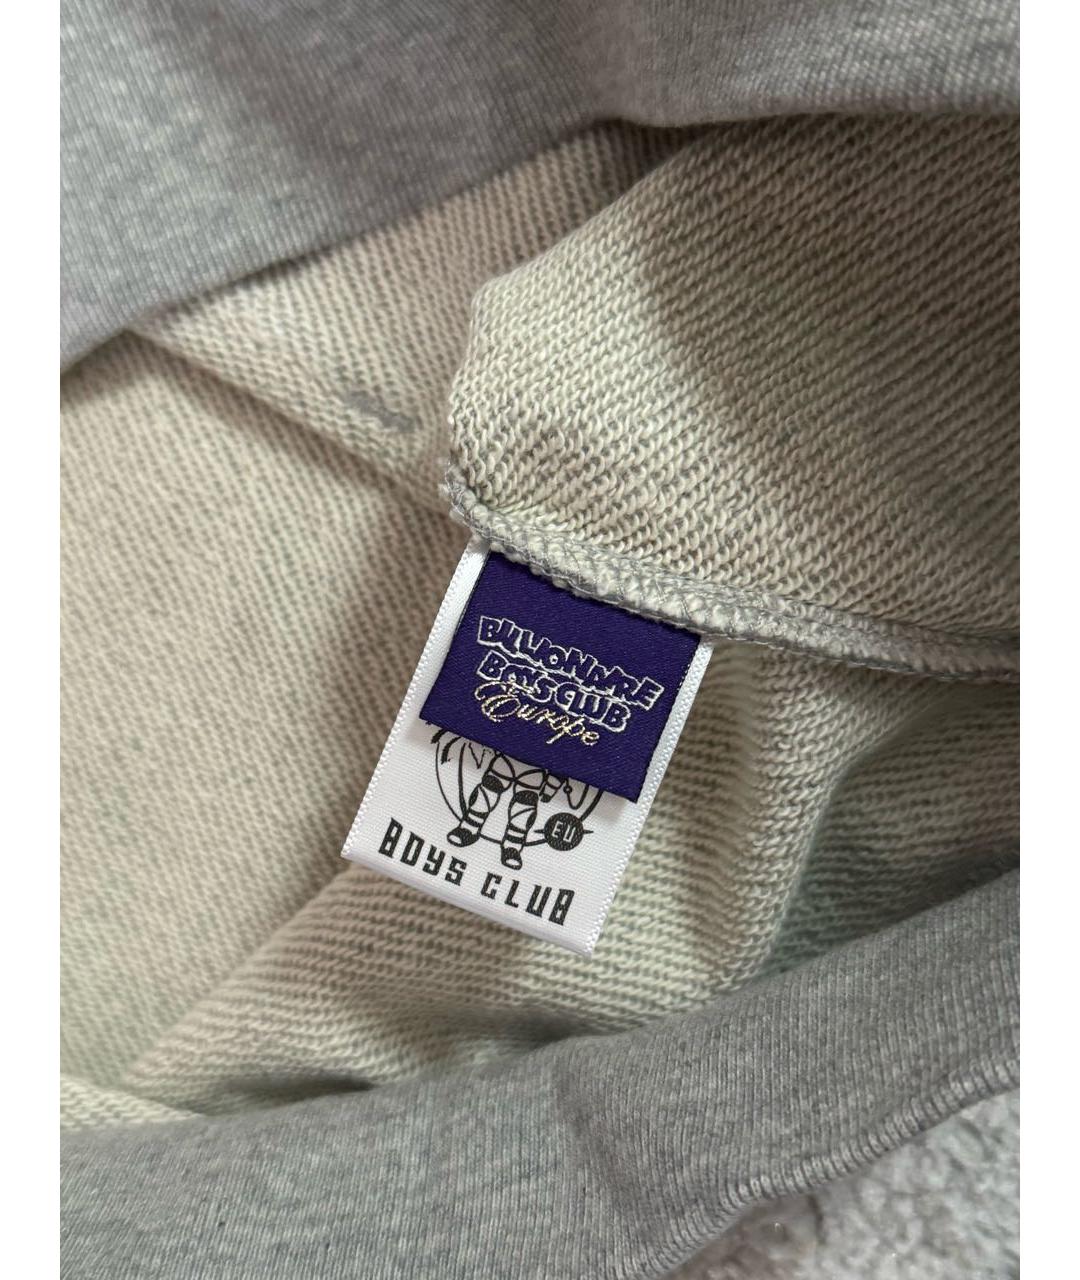 BILLIONAIRE
BOYS CLUB
Europe
EU
BOYS CLUB